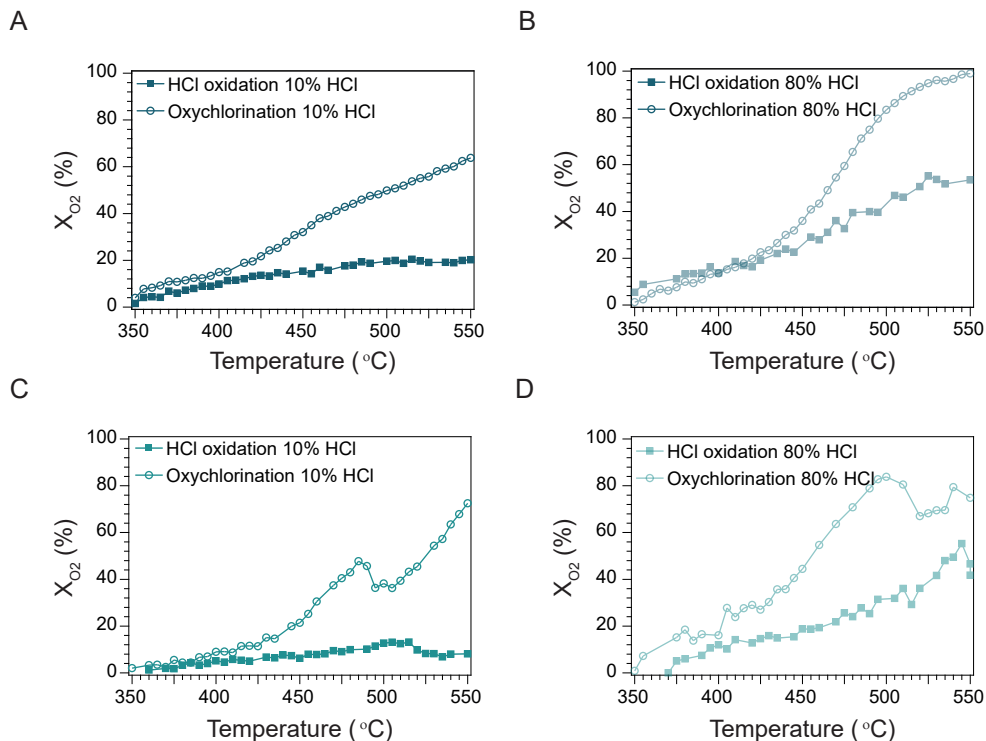 A
100
80
60
40
20
0
X_O2 (%)
HCl oxidation 10% HCl
Oxychlorination 10% HCl
350 400 450 500 550
Temperature ( °C)
B
100
80
60
40
20
0
X_O2 (%)
HCl oxidation 80% HCl
Oxychlorination 80% HCl
350 400 450 500 550
Temperature ( °C)
C
100
80
60
40
20
0
X_O2 (%)
HCl oxidation 10% HCl
Oxychlorination 10% HCl
350 400 450 500 550
Temperature ( °C)
D
100
80
60
40
20
0
X_O2 (%)
HCl oxidation 80% HCl
Oxychlorination 80% HCl
350 400 450 500 550
Temperature ( °C)